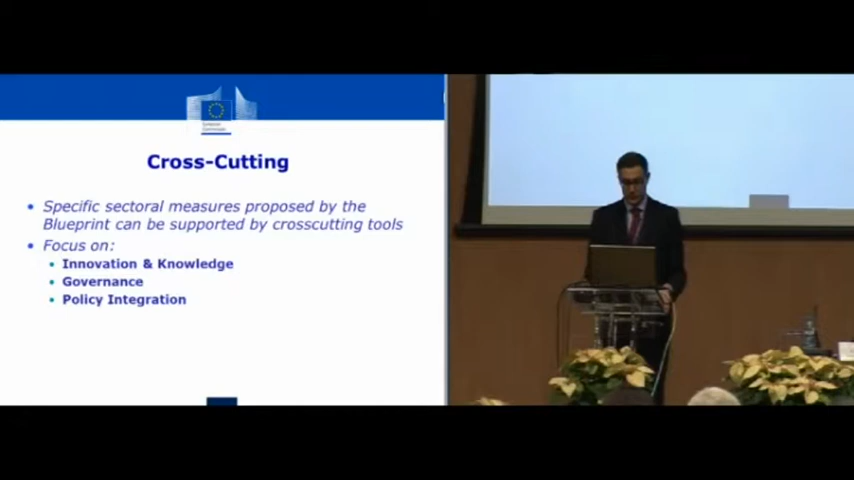 Cross-Cutting
• Specific sectoral measures proposed by the
Blueprint can be supported by crosscutting tools
• Focus on:
• Innovation & Knowledge
• Governance
• Policy Integration